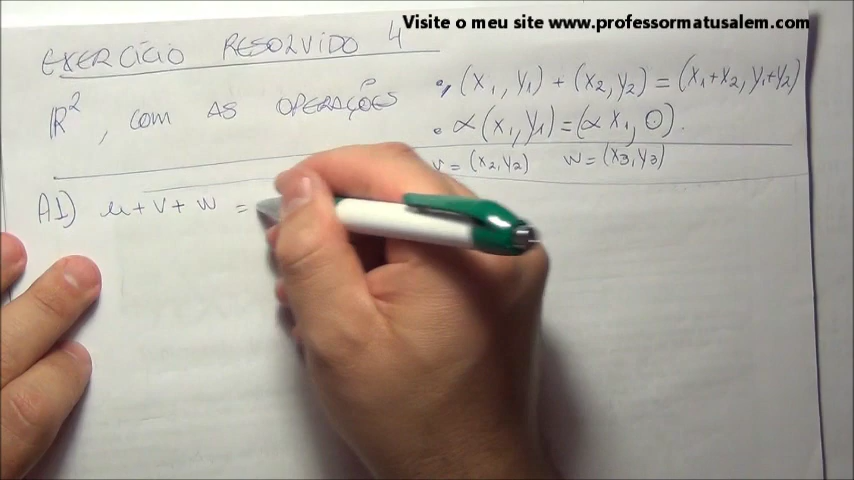 Visite o meu site www.professormatusalem.com
EXERCÍCIO RESOLVIDO 4
ℝ², COM AS OPERAÇÕES
• (x₁, y₁) + (x₂, y₂) = (x₁+x₂, y₁+y₂)
• α(x₁, y₁) = (αx₁, 0).
v = (x₂, y₂) w = (x₃, y₃)
A1) u + v + w =